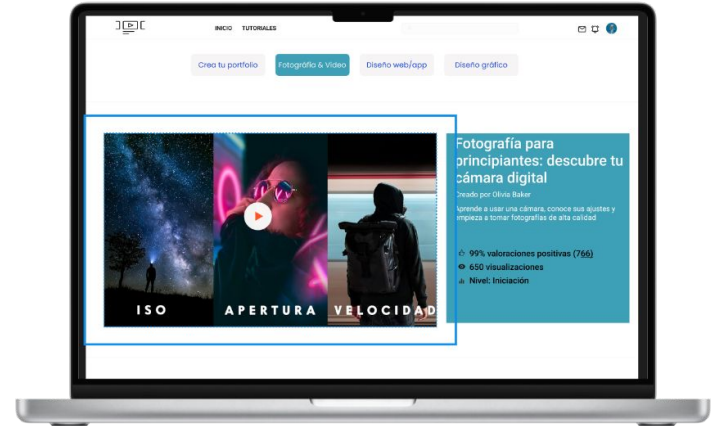 INICIO TUTORIALES
Crea tu portfolio Fotografía & Video Diseño web/app Diseño gráfico
ISO APERTURA VELOCIDAD
Fotografía para
principiantes: descubre tu
cámara digital
Creado por Olivia Baker
Aprende a usar una cámara, conoce sus ajustes y
empieza a tomar fotografías de alta calidad
99% valoraciones positivas (766)
650 visualizaciones
Nivel: Iniciación